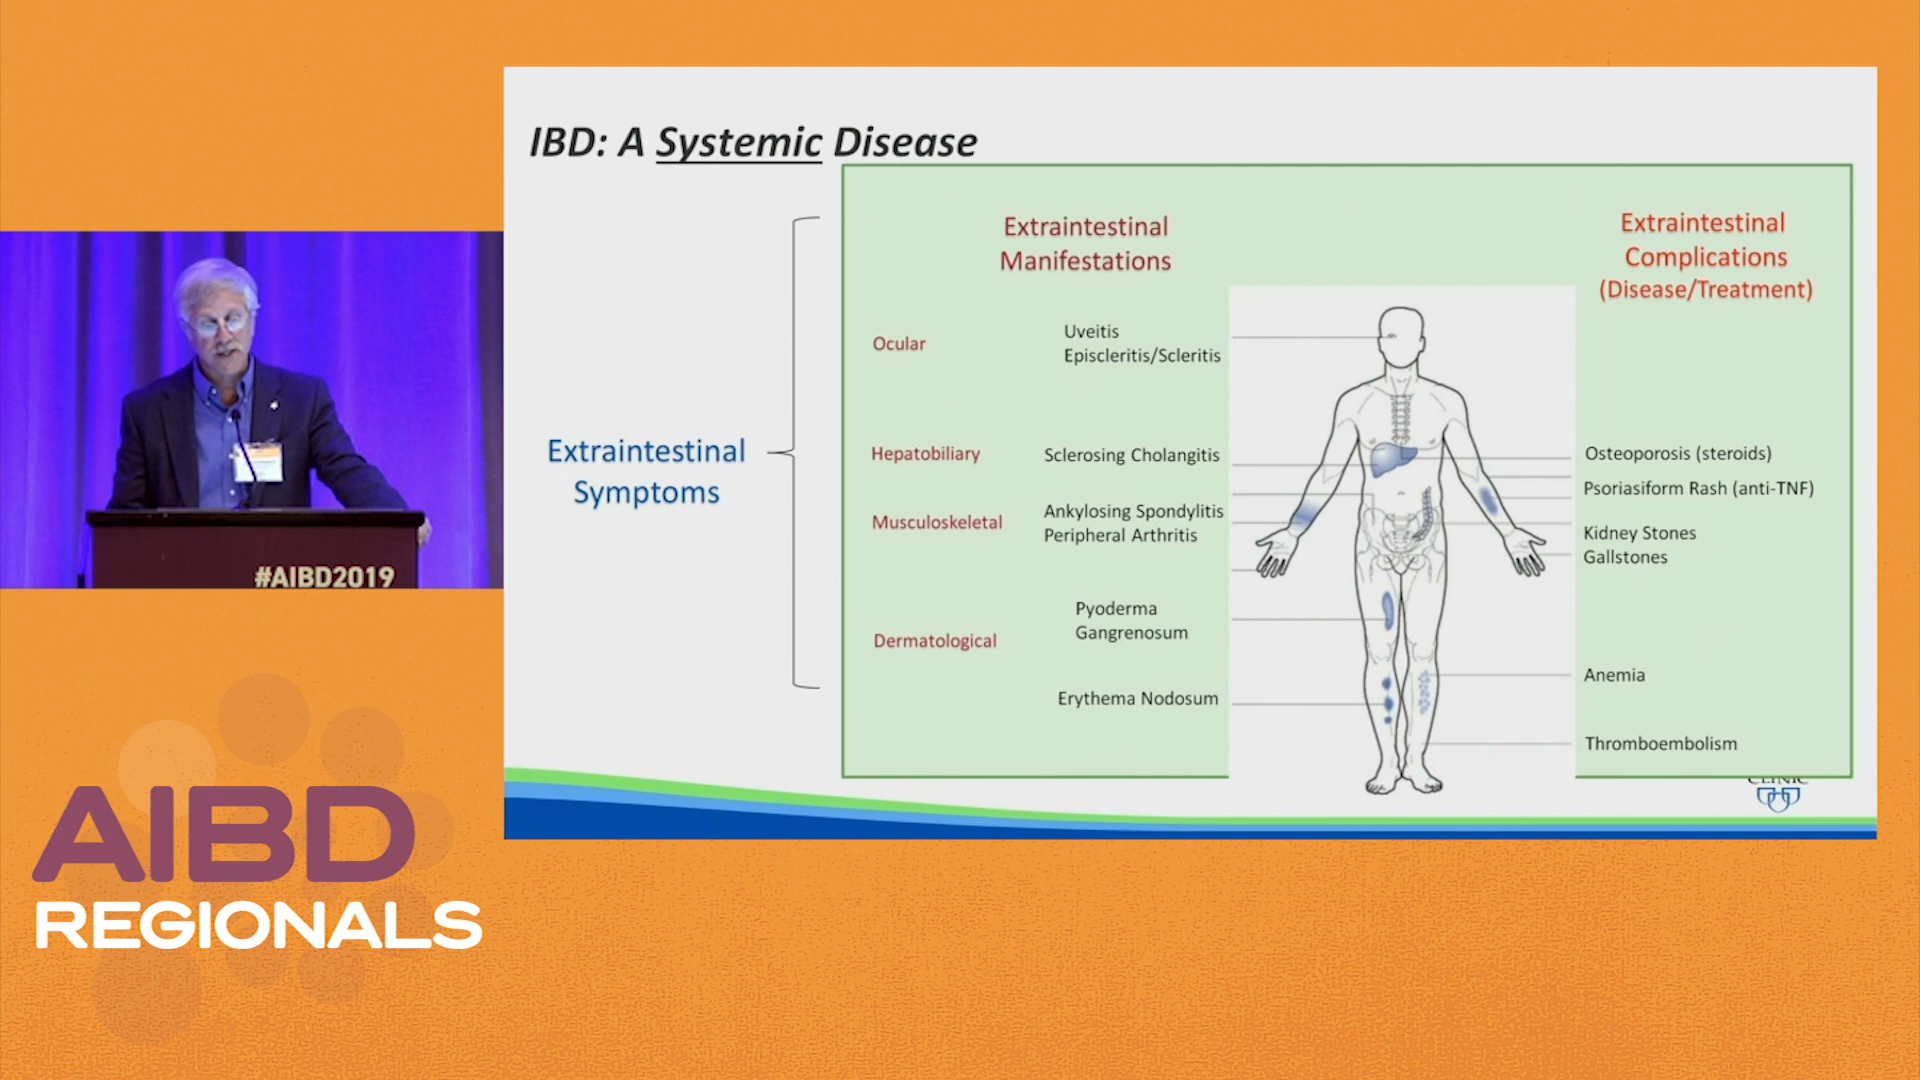 IBD: A Systemic Disease
Extraintestinal
Symptoms
Extraintestinal
Manifestations
Ocular
Uveitis
Episcleritis/Scleritis
Hepatobiliary
Sclerosing Cholangitis
Musculoskeletal
Ankylosing Spondylitis
Peripheral Arthritis
Dermatological
Pyoderma
Gangrenosum
Erythema Nodosum
Extraintestinal
Complications
(Disease/Treatment)
Osteoporosis (steroids)
Psoriasiform Rash (anti-TNF)
Kidney Stones
Gallstones
Anemia
Thromboembolism
CLINIC
#AIBD2019
AIBD
REGIONALS